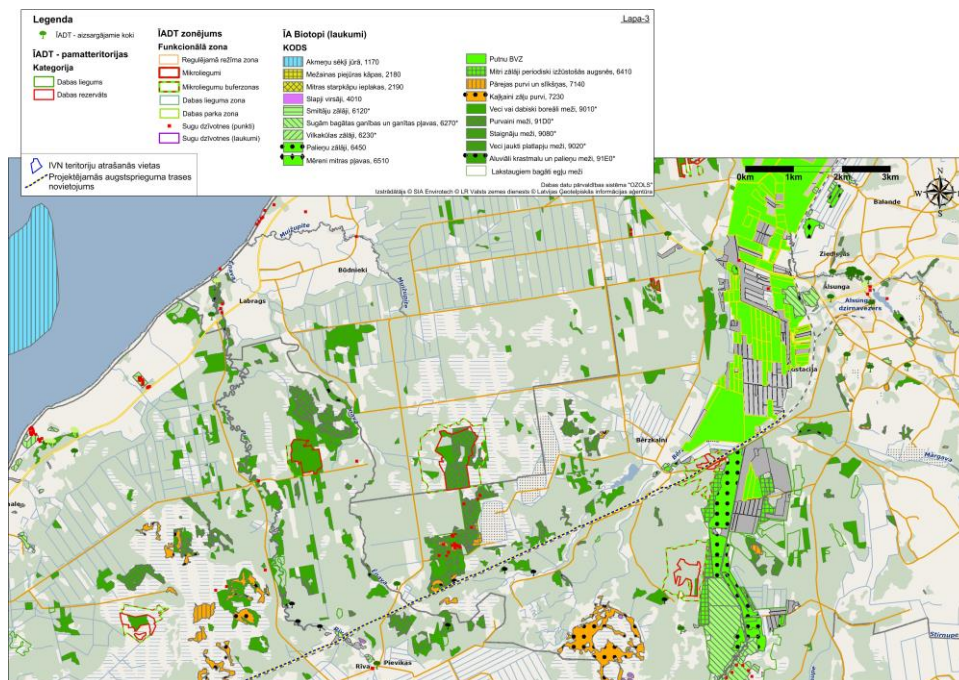 Legenda
Lapa-3
ĪADT - aizsargājamie koki
ĪADT - pamatteritorijas
Kategorija
Dabas liegums
Dabas rezervāts
ĪADT zonējums
Funkcionālā zona
Regulējamā režīma zona
Mikroliegumi
Mikroliegumu buferzonas
Dabas lieguma zona
Dabas parka zona
Sugu dzīvotnes (punkti)
Sugu dzīvotnes (laukumi)
ĪA Biotopi (laukumi)
KODS
Akmeņu sēkļi jūrā, 1170
Mežainas piejūras kāpas, 2180
Mitras starpkāpu ieplakas, 2190
Slapji virsāji, 4010
Smiltāju zālāji, 6120*
Sugām bagātas ganības un ganītas pļavas, 6270*
Vilkakūlas zālāji, 6230*
Palieņu zālāji, 6450
Mēreni mitras pļavas, 6510
Putnu BVZ
Mitri zālāji periodiski izžūstošās augsnēs, 6410
Pārejas purvi un slīkšņas, 7140
Kaļķaini zāļu purvi, 7230
Veci vai dabiski boreāli meži, 9010*
Purvaini meži, 91D0*
Staignāju meži, 9080*
Veci jaukti platlapju meži, 9020*
Aluviāli krastmalu un palieņu meži, 91E0*
Lakstaugiem bagāti egļu meži
IVN teritoriju atrašanās vietas
Projektējamās augstsprieguma trases
novietojums
Dabas datu pārvaldības sistēma "OZOLS"
Izstrādātājs © SIA Envirotech © LR Valsts zemes dienests © Latvijas Ģeotelpiskās informācijas aģentūra
0km 1km 2km 3km
N
W E
S
Balande
Ziedlejas
Alsunga
Alsungas
dzirnavezers
Būdnieki
Labrags
Bērzkalni
Mārgava
Stirnupe
Rīva
Pievikas